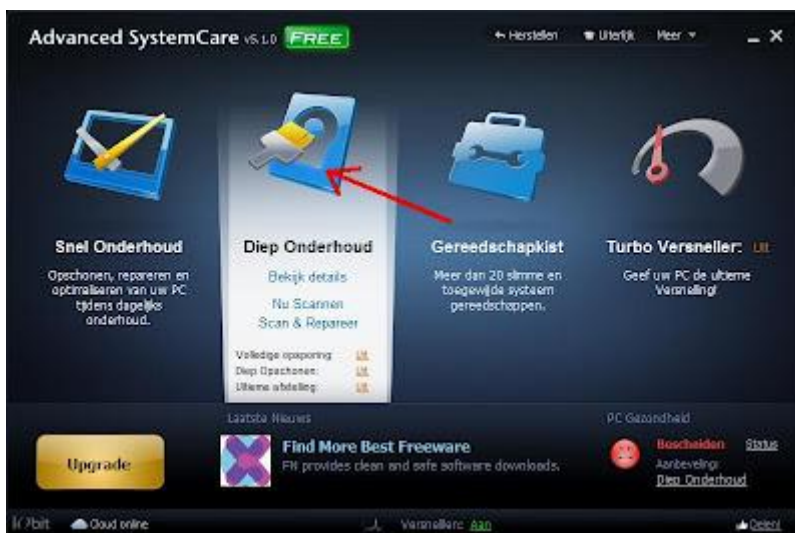 Advanced SystemCare v5.1.0 FREE
Herstellen Uiterlijk Meer
Snel Onderhoud
Opschonen, repareren en
optimaliseren van uw PC
tijdens dagelijks
onderhoud.
Diep Onderhoud
Bekijk details
Nu Scannen
Scan & Repareer
Volledige opsporing: Uit
Diep Opschonen: Uit
Ultieme afstelling: Uit
Gereedschapkist
Meer dan 20 slimme en
toegewijde systeem
gereedschappen.
Turbo Versneller: Uit
Geef uw PC de ultieme
Versnelling!
Upgrade
Laatste Nieuws
Find More Best Freeware
FN provides clean and safe software downloads.
PC Gezondheid
Bescheiden Status
Aanbeveling:
Diep Onderhoud
IObit Cloud online
Versneller: Aan
Delen!